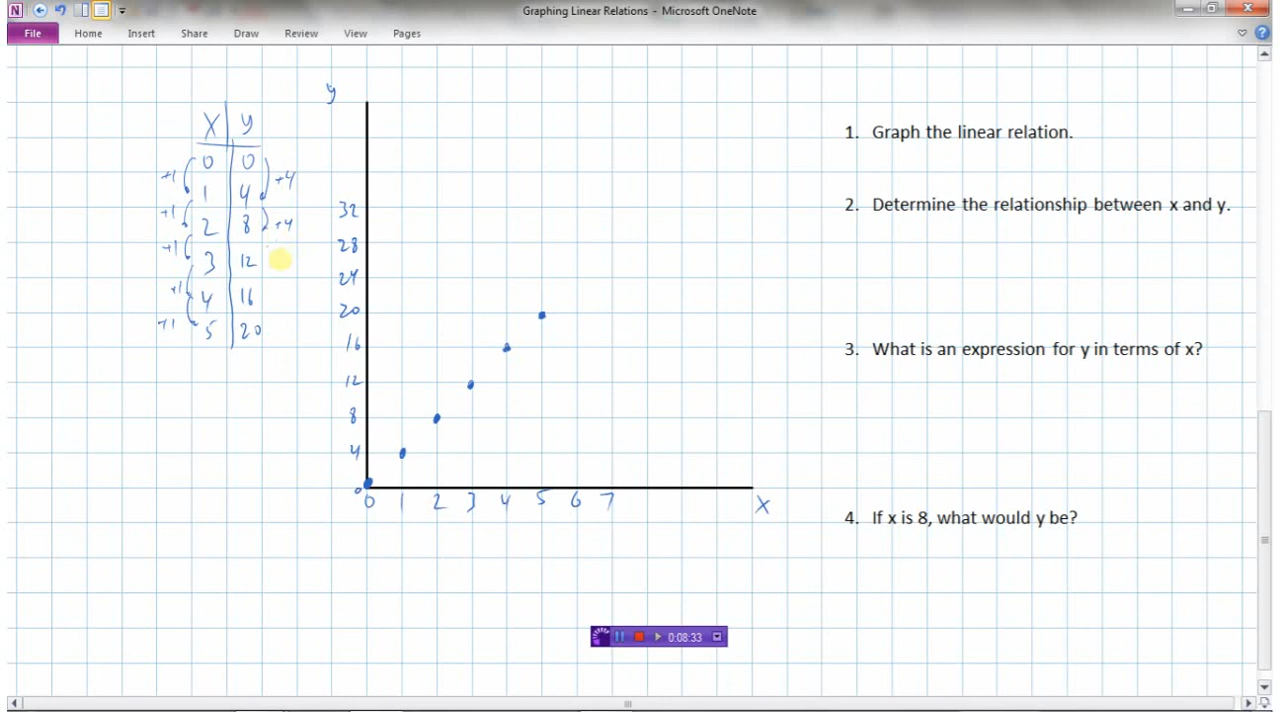 Graphing Linear Relations - Microsoft OneNote
File Home Insert Share Draw Review View Pages
y
X y
0 0
+1 +4
1 4
+1 2 8 +4
+1 3 12
+1 4 16
+1 5 20
32
28
24
20
16
12
8
4
0
0 1 2 3 4 5 6 7 X
1. Graph the linear relation.
2. Determine the relationship between x and y.
3. What is an expression for y in terms of x?
4. If x is 8, what would y be?
0:08:33